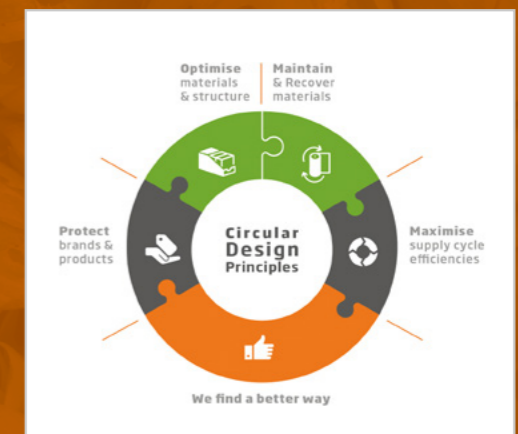 Optimise
materials
& structure
Maintain
& Recover
materials
Protect
brands &
products
Circular
Design
Principles
Maximise
supply cycle
efficiencies
We find a better way